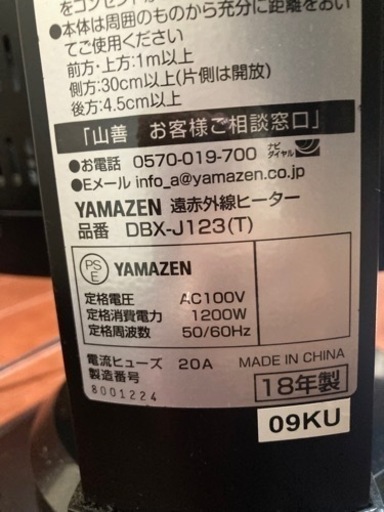 をコンセント
●本体は周囲のものから充分に距離をおい
てご使用ください
前方・上方:1m以上
側方:30cm以上(片側は開放)
後方:4.5cm以上
「山善 お客様ご相談窓口」
●お電話 0570-019-700 ナビダイヤル
●Eメール info_a@yamazen.co.jp
YAMAZEN 遠赤外線ヒーター
品番 DBX-J123(T)
PSE YAMAZEN
定格電圧 AC100V
定格消費電力 1200W
定格周波数 50/60Hz
電流ヒューズ 20A MADE IN CHINA
製造番号 18年製
8001224
09KU